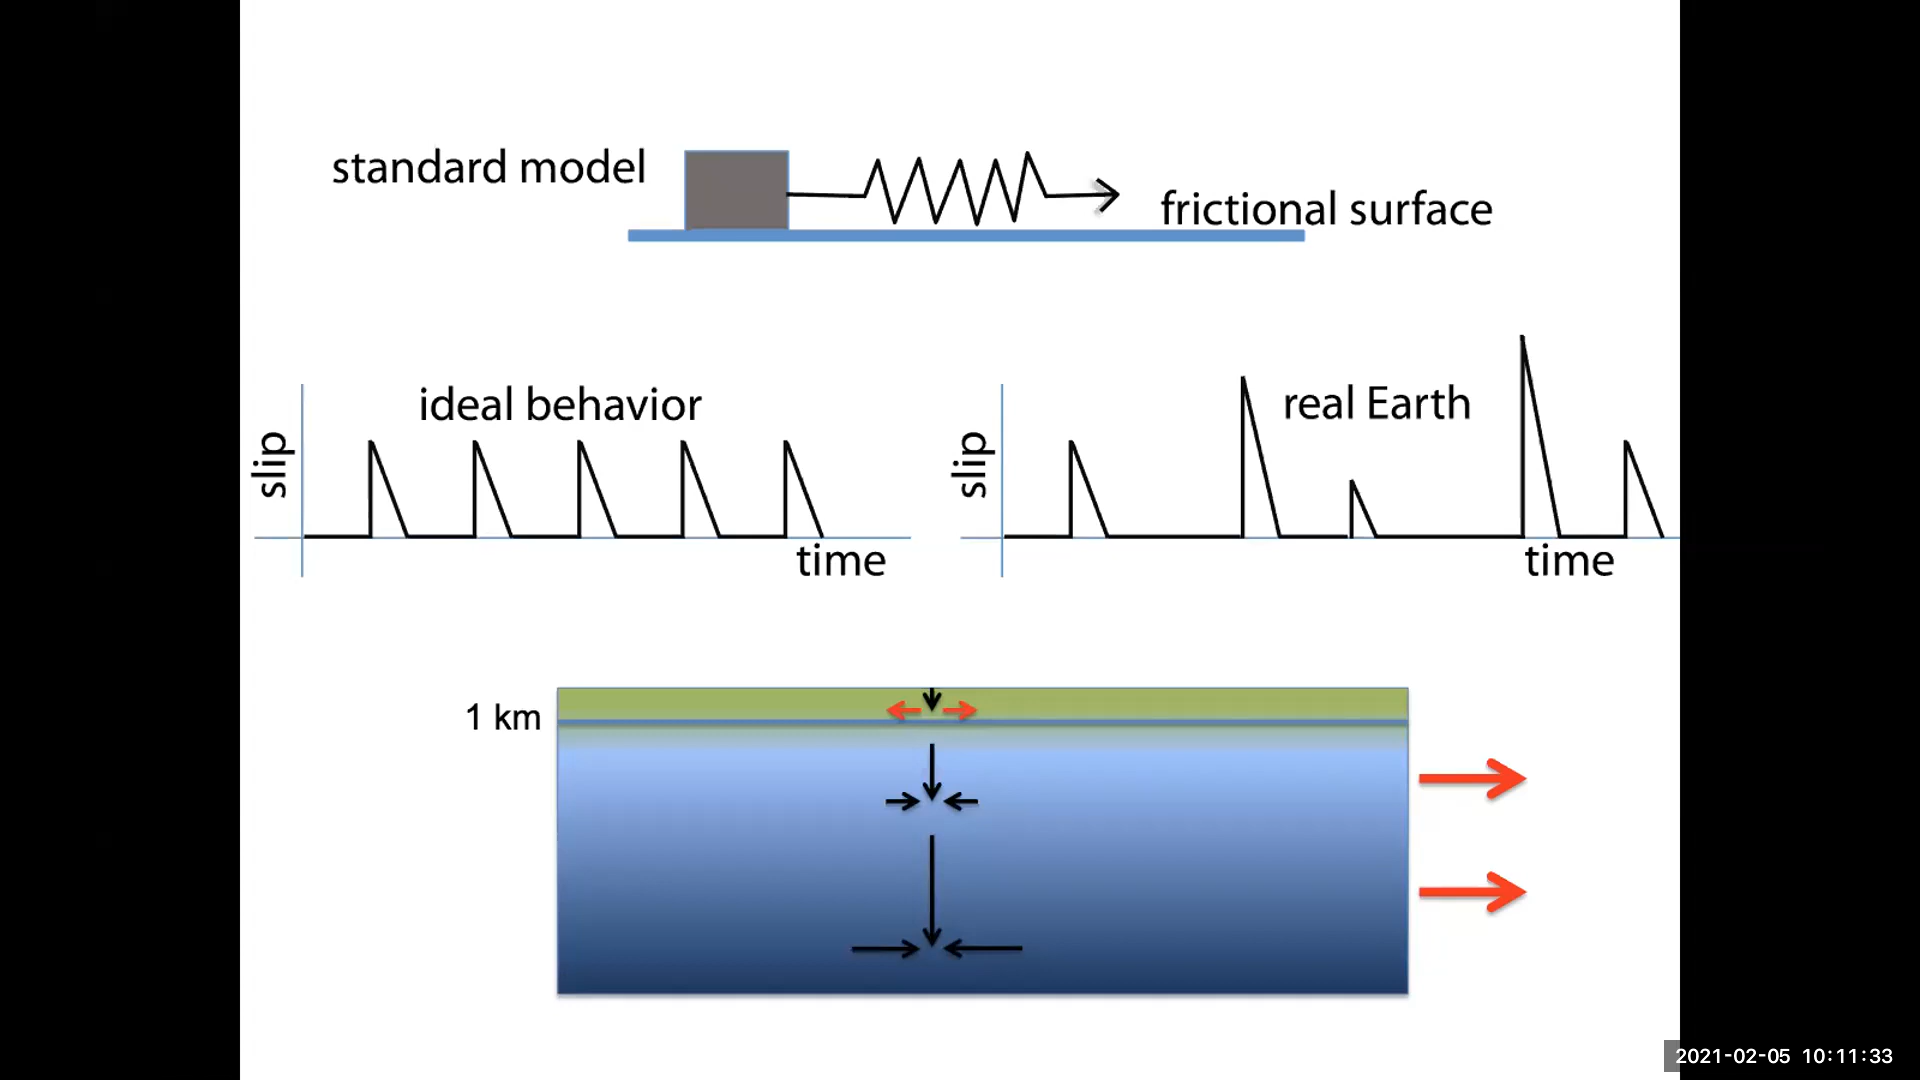 standard model
frictional surface
ideal behavior
slip
time
real Earth
slip
time
1 km
2021-02-05 10:11:33